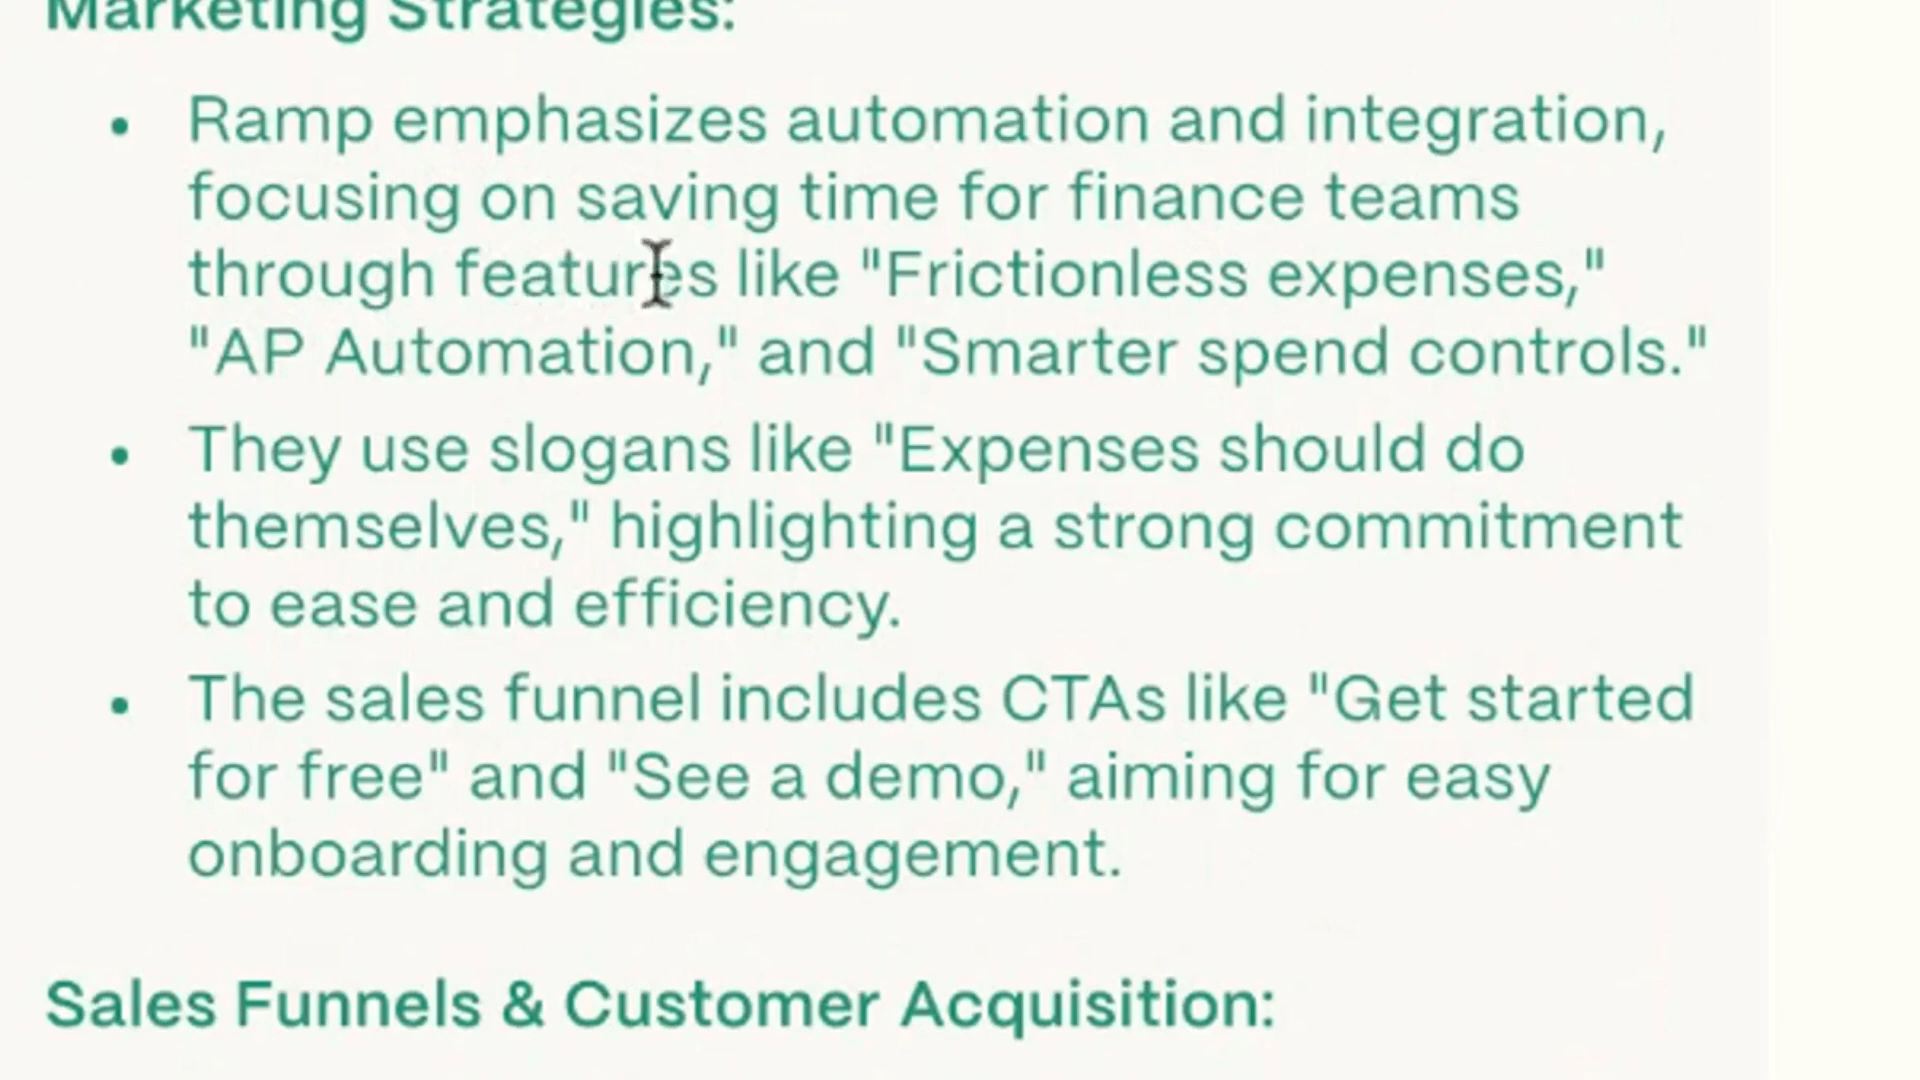 Marketing Strategies:
• Ramp emphasizes automation and integration,
focusing on saving time for finance teams
through features like "Frictionless expenses,"
"AP Automation," and "Smarter spend controls."
• They use slogans like "Expenses should do
themselves," highlighting a strong commitment
to ease and efficiency.
• The sales funnel includes CTAs like "Get started
for free" and "See a demo," aiming for easy
onboarding and engagement.
Sales Funnels & Customer Acquisition: